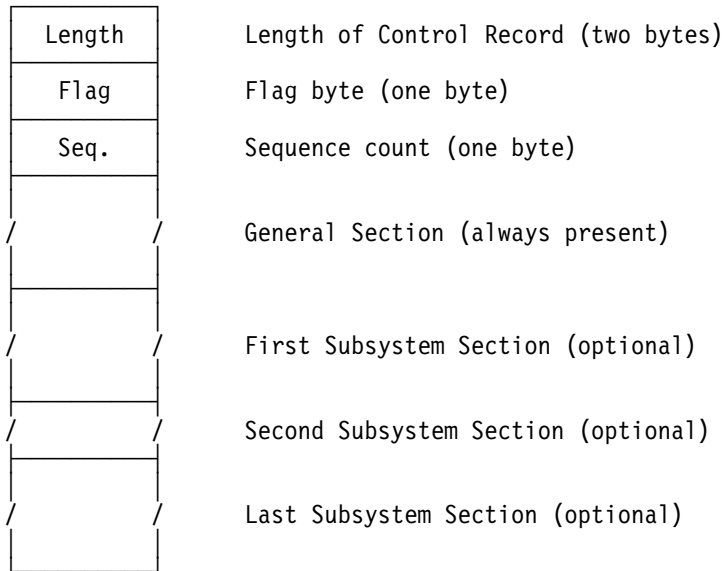 Length Length of Control Record (two bytes)
Flag Flag byte (one byte)
Seq. Sequence count (one byte)
/ / General Section (always present)
/ / First Subsystem Section (optional)
/ / Second Subsystem Section (optional)
/ / Last Subsystem Section (optional)